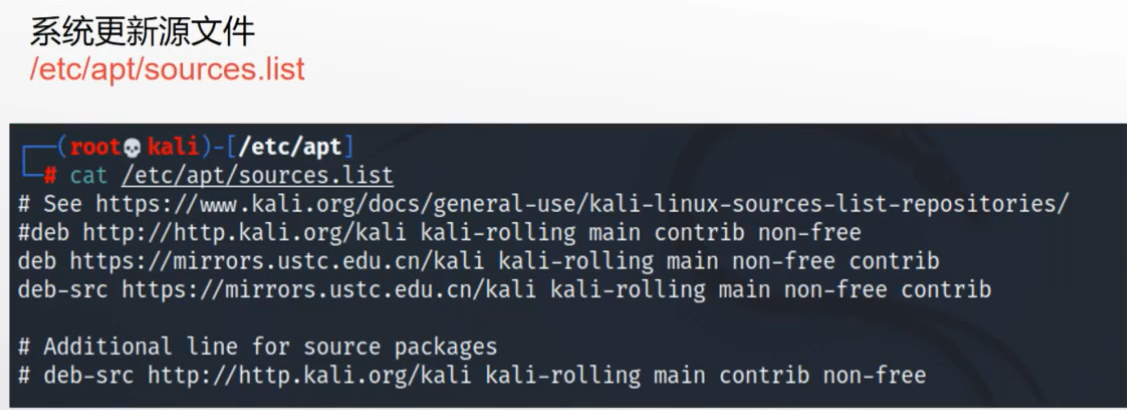 系统更新源文件
/etc/apt/sources.list
┌──(root💀kali)-[/etc/apt]
└─# cat /etc/apt/sources.list
# See https://www.kali.org/docs/general-use/kali-linux-sources-list-repositories/
#deb http://http.kali.org/kali kali-rolling main contrib non-free
deb https://mirrors.ustc.edu.cn/kali kali-rolling main non-free contrib
deb-src https://mirrors.ustc.edu.cn/kali kali-rolling main non-free contrib
# Additional line for source packages
# deb-src http://http.kali.org/kali kali-rolling main contrib non-free